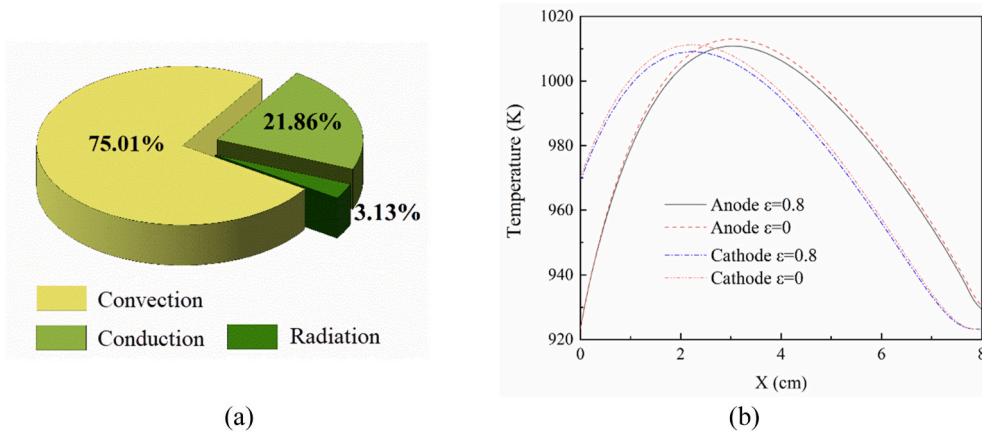 75.01%
21.86%
3.13%
Convection
Conduction
Radiation
(a)
1020
1000
980
960
940
920
Temperature (K)
Anode ε=0.8
Anode ε=0
Cathode ε=0.8
Cathode ε=0
0 2 4 6 8
X (cm)
(b)